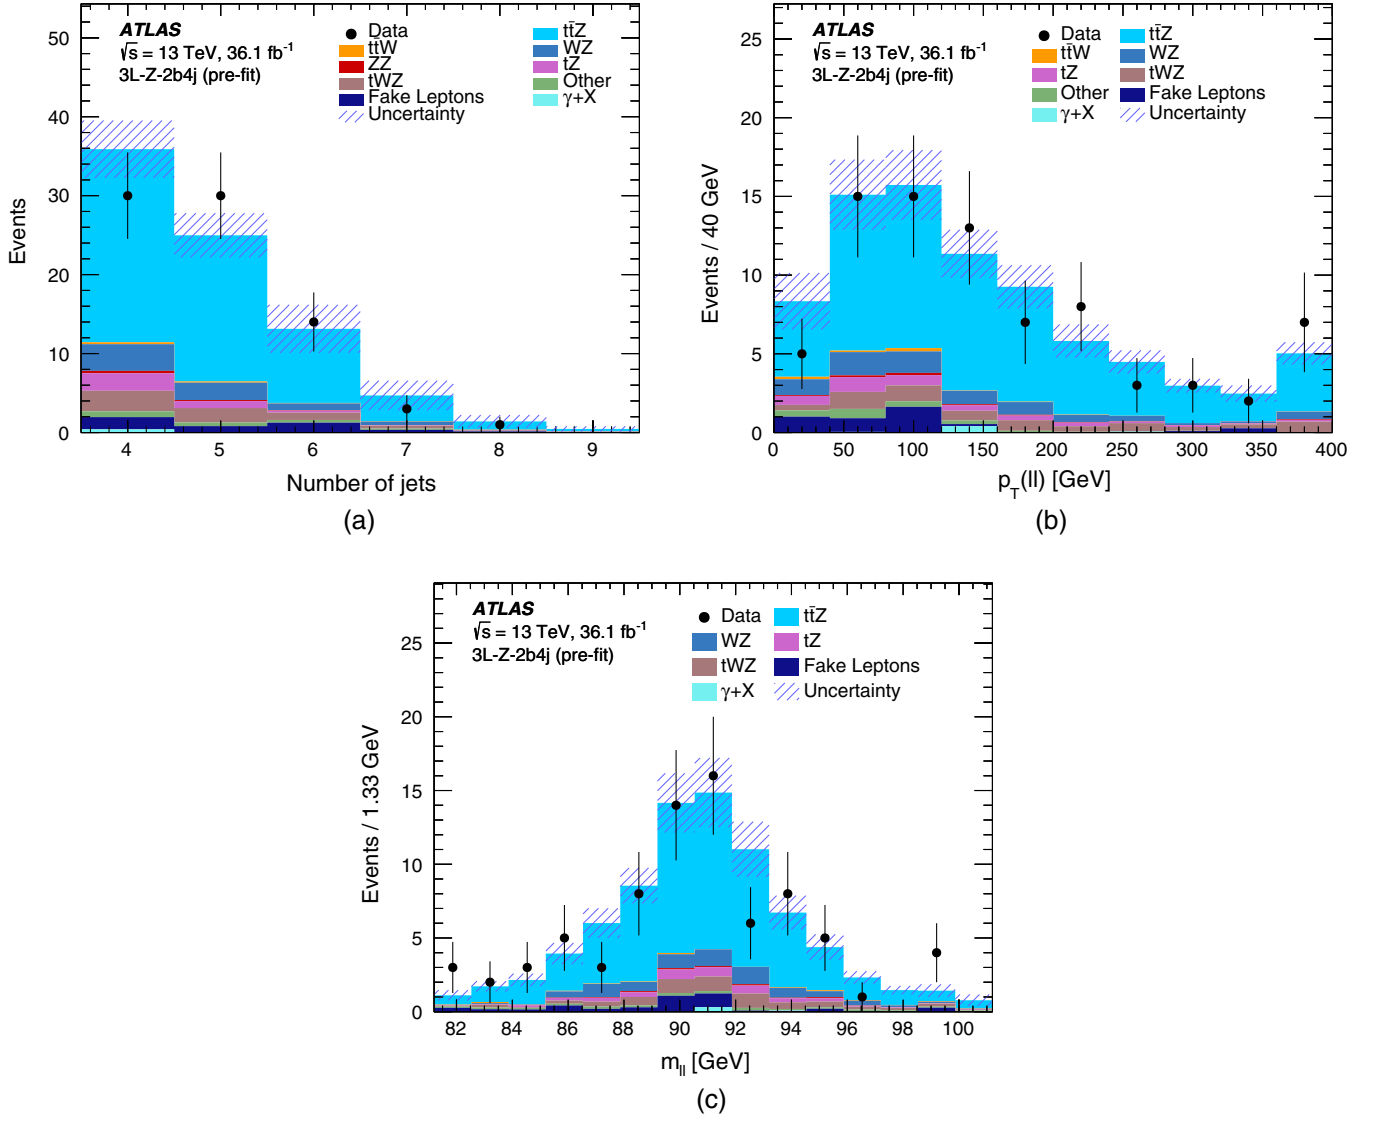 ATLAS
√s = 13 TeV, 36.1 fb⁻¹
3L-Z-2b4j (pre-fit)
Data
tt̄W
ZZ
tWZ
Fake Leptons
Uncertainty
tt̄Z
WZ
tZ
Other
γ+X
Events
50
40
30
20
10
0
4 5 6 7 8 9
Number of jets
(a)
ATLAS
√s = 13 TeV, 36.1 fb⁻¹
3L-Z-2b4j (pre-fit)
Data
tt̄W
tZ
Other
γ+X
tt̄Z
WZ
tWZ
Fake Leptons
Uncertainty
Events / 40 GeV
25
20
15
10
5
0
0 50 100 150 200 250 300 350 400
p_T(ll) [GeV]
(b)
ATLAS
√s = 13 TeV, 36.1 fb⁻¹
3L-Z-2b4j (pre-fit)
Data
WZ
tWZ
γ+X
tt̄Z
tZ
Fake Leptons
Uncertainty
Events / 1.33 GeV
25
20
15
10
5
0
82 84 86 88 90 92 94 96 98 100
m_ll [GeV]
(c)